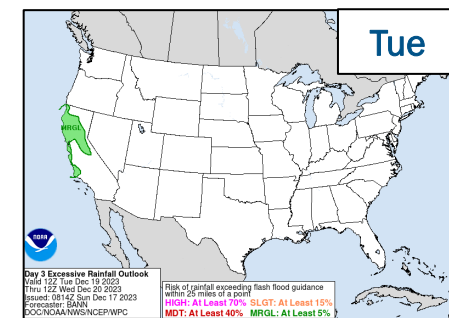 Tue
MRGL
NOAA
Day 3 Excessive Rainfall Outlook
Valid 12Z Tue Dec 19 2023
Thru 12Z Wed Dec 20 2023
Issued: 0814Z Sun Dec 17 2023
Forecaster: BANN
DOC/NOAA/NWS/NCEP/WPC
Risk of rainfall exceeding flash flood guidance
within 25 miles of a point
HIGH: At Least 70% SLGT: At Least 15%
MDT: At Least 40% MRGL: At Least 5%